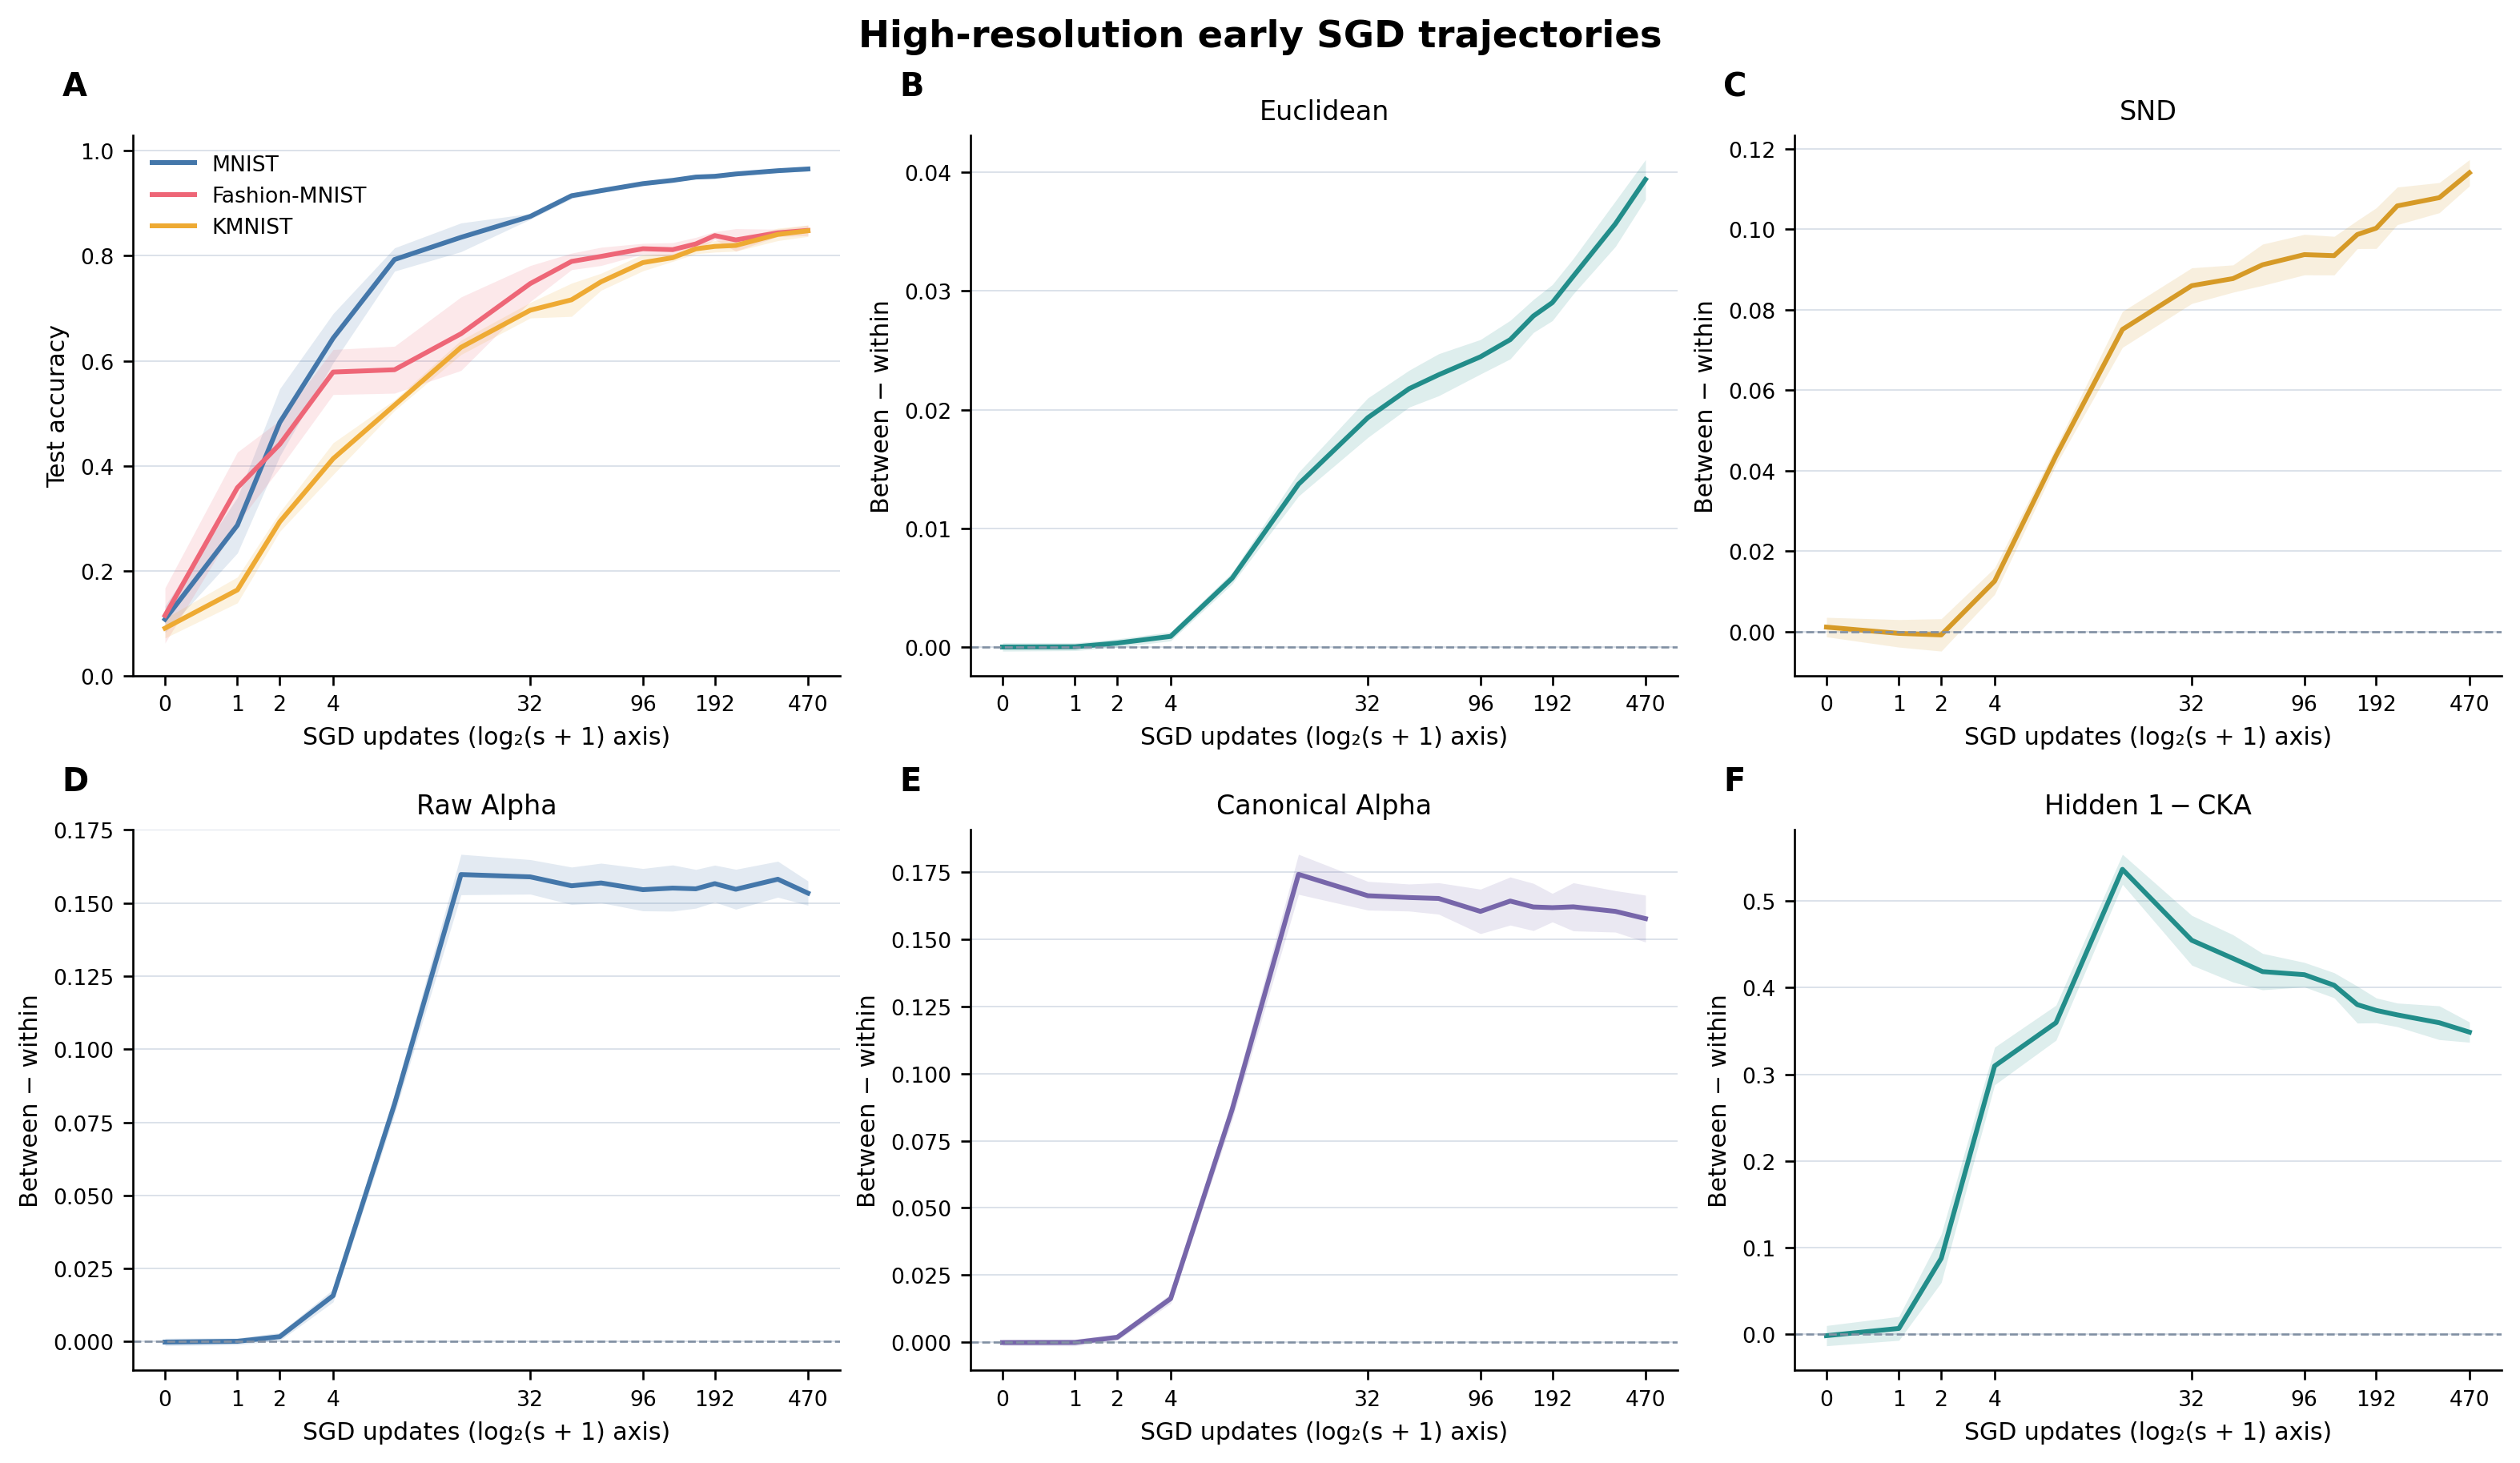 High-resolution early SGD trajectories
A
1.0
0.8
0.6
0.4
0.2
0.0
Test accuracy
MNIST
Fashion-MNIST
KMNIST
0 1 2 4 32 96 192 470
SGD updates (log₂(s + 1) axis)
B
Euclidean
0.04
0.03
0.02
0.01
0.00
Between − within
0 1 2 4 32 96 192 470
SGD updates (log₂(s + 1) axis)
C
SND
0.12
0.10
0.08
0.06
0.04
0.02
0.00
Between − within
0 1 2 4 32 96 192 470
SGD updates (log₂(s + 1) axis)
D
Raw Alpha
0.175
0.150
0.125
0.100
0.075
0.050
0.025
0.000
Between − within
0 1 2 4 32 96 192 470
SGD updates (log₂(s + 1) axis)
E
Canonical Alpha
0.175
0.150
0.125
0.100
0.075
0.050
0.025
0.000
Between − within
0 1 2 4 32 96 192 470
SGD updates (log₂(s + 1) axis)
F
Hidden 1 − CKA
0.5
0.4
0.3
0.2
0.1
0.0
Between − within
0 1 2 4 32 96 192 470
SGD updates (log₂(s + 1) axis)